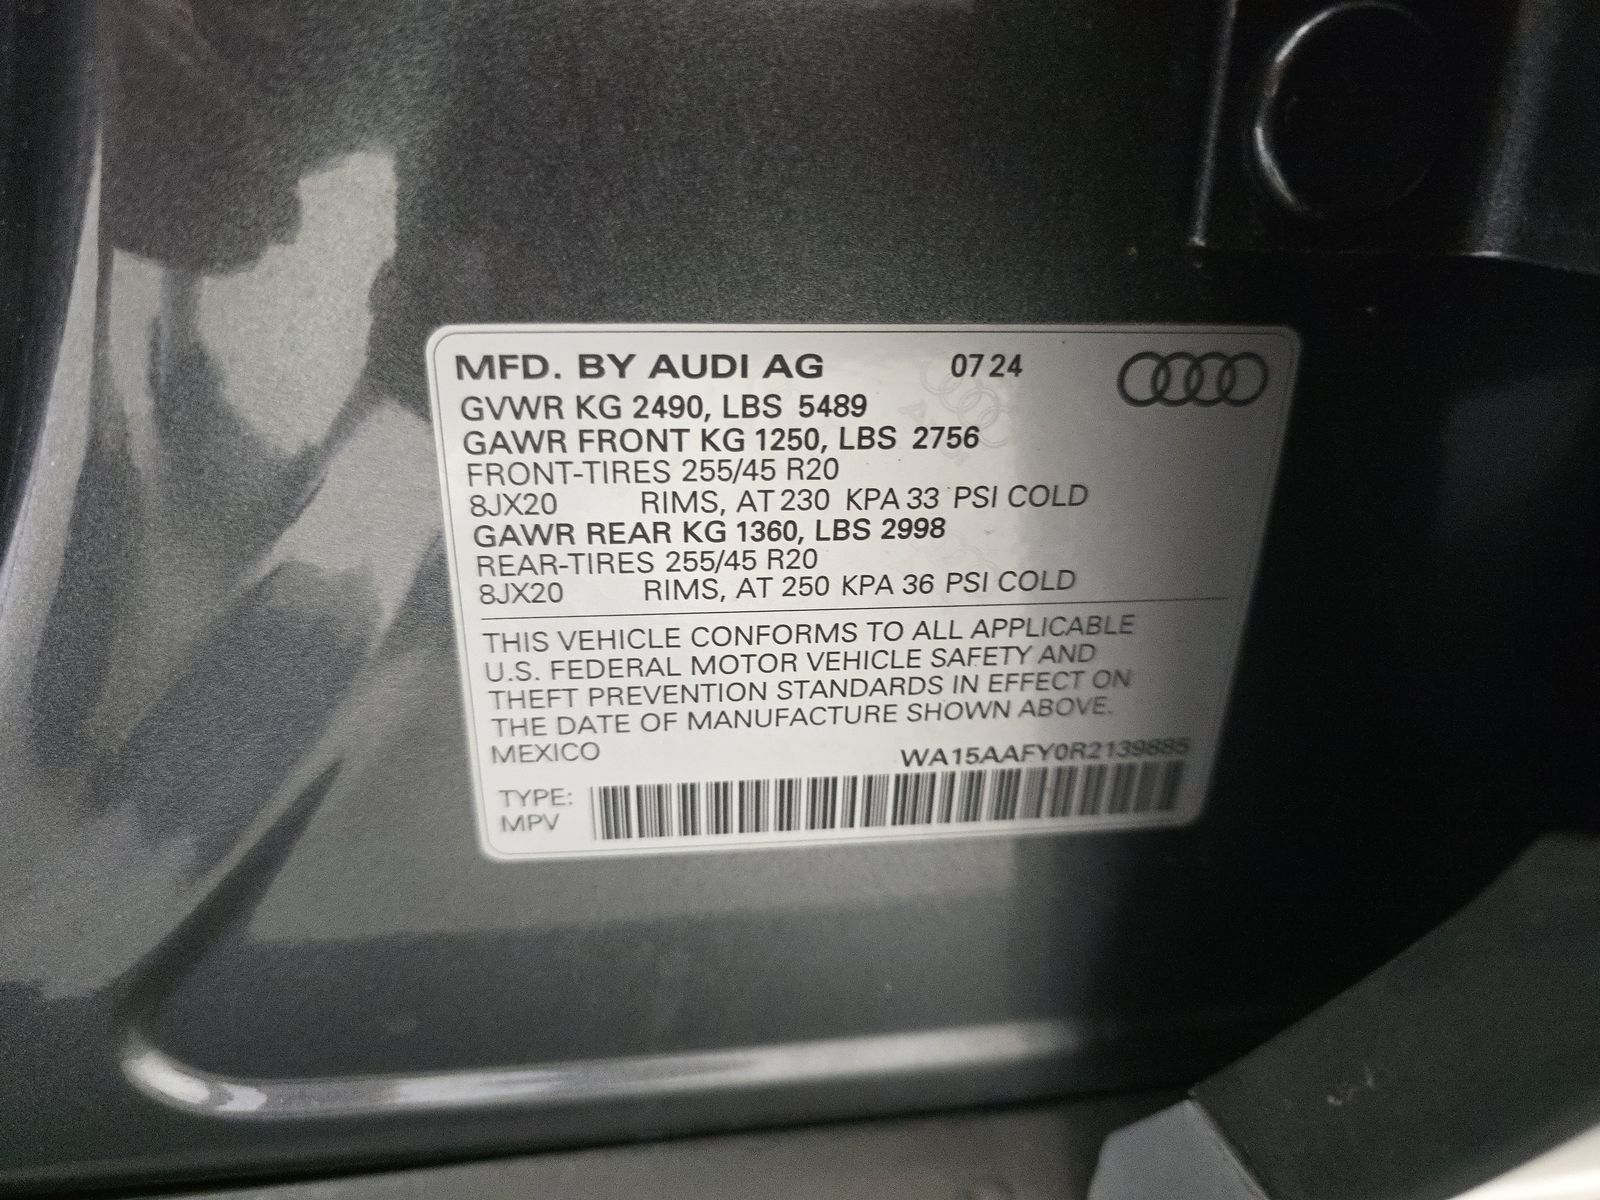 MFD. BY AUDI AG 07 24
GVWR KG 2490, LBS 5489
GAWR FRONT KG 1250, LBS 2756
FRONT-TIRES 255/45 R20
8JX20 RIMS, AT 230 KPA 33 PSI COLD
GAWR REAR KG 1360, LBS 2998
REAR-TIRES 255/45 R20
8JX20 RIMS, AT 250 KPA 36 PSI COLD
THIS VEHICLE CONFORMS TO ALL APPLICABLE
U.S. FEDERAL MOTOR VEHICLE SAFETY AND
THEFT PREVENTION STANDARDS IN EFFECT ON
THE DATE OF MANUFACTURE SHOWN ABOVE.
MEXICO WA15AAFY0R2139885
TYPE:
MPV